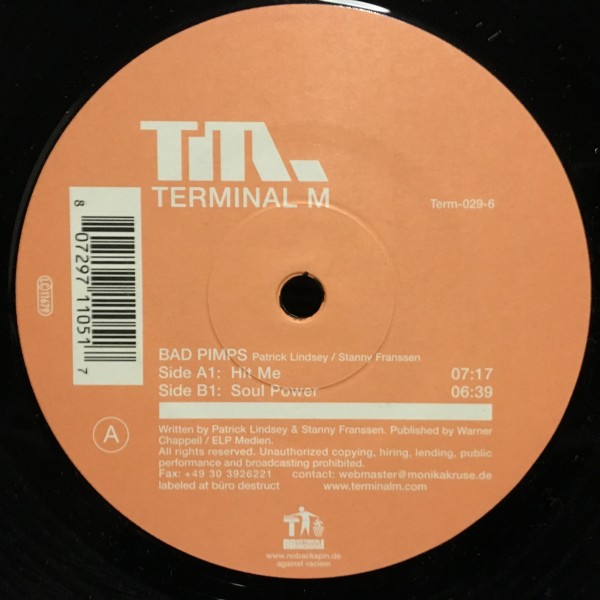 TM.
TERMINAL M
Term-029-6
8 07297 11051 7
LC 11679
BAD PIMPS Patrick Lindsey / Stanny Franssen
Side A1: Hit Me 07:17
Side B1: Soul Power 06:39
A
Written by Patrick Lindsey & Stanny Franssen. Published by Warner
Chappell / ELP Medien.
All rights reserved. Unauthorized copying, hiring, lending, public
performance and broadcasting prohibited.
Fax: +49 30 3926221 contact: webmaster@monikakruse.de
labeled at büro destruct www.terminalm.com
www.nobackspin.de
against racism